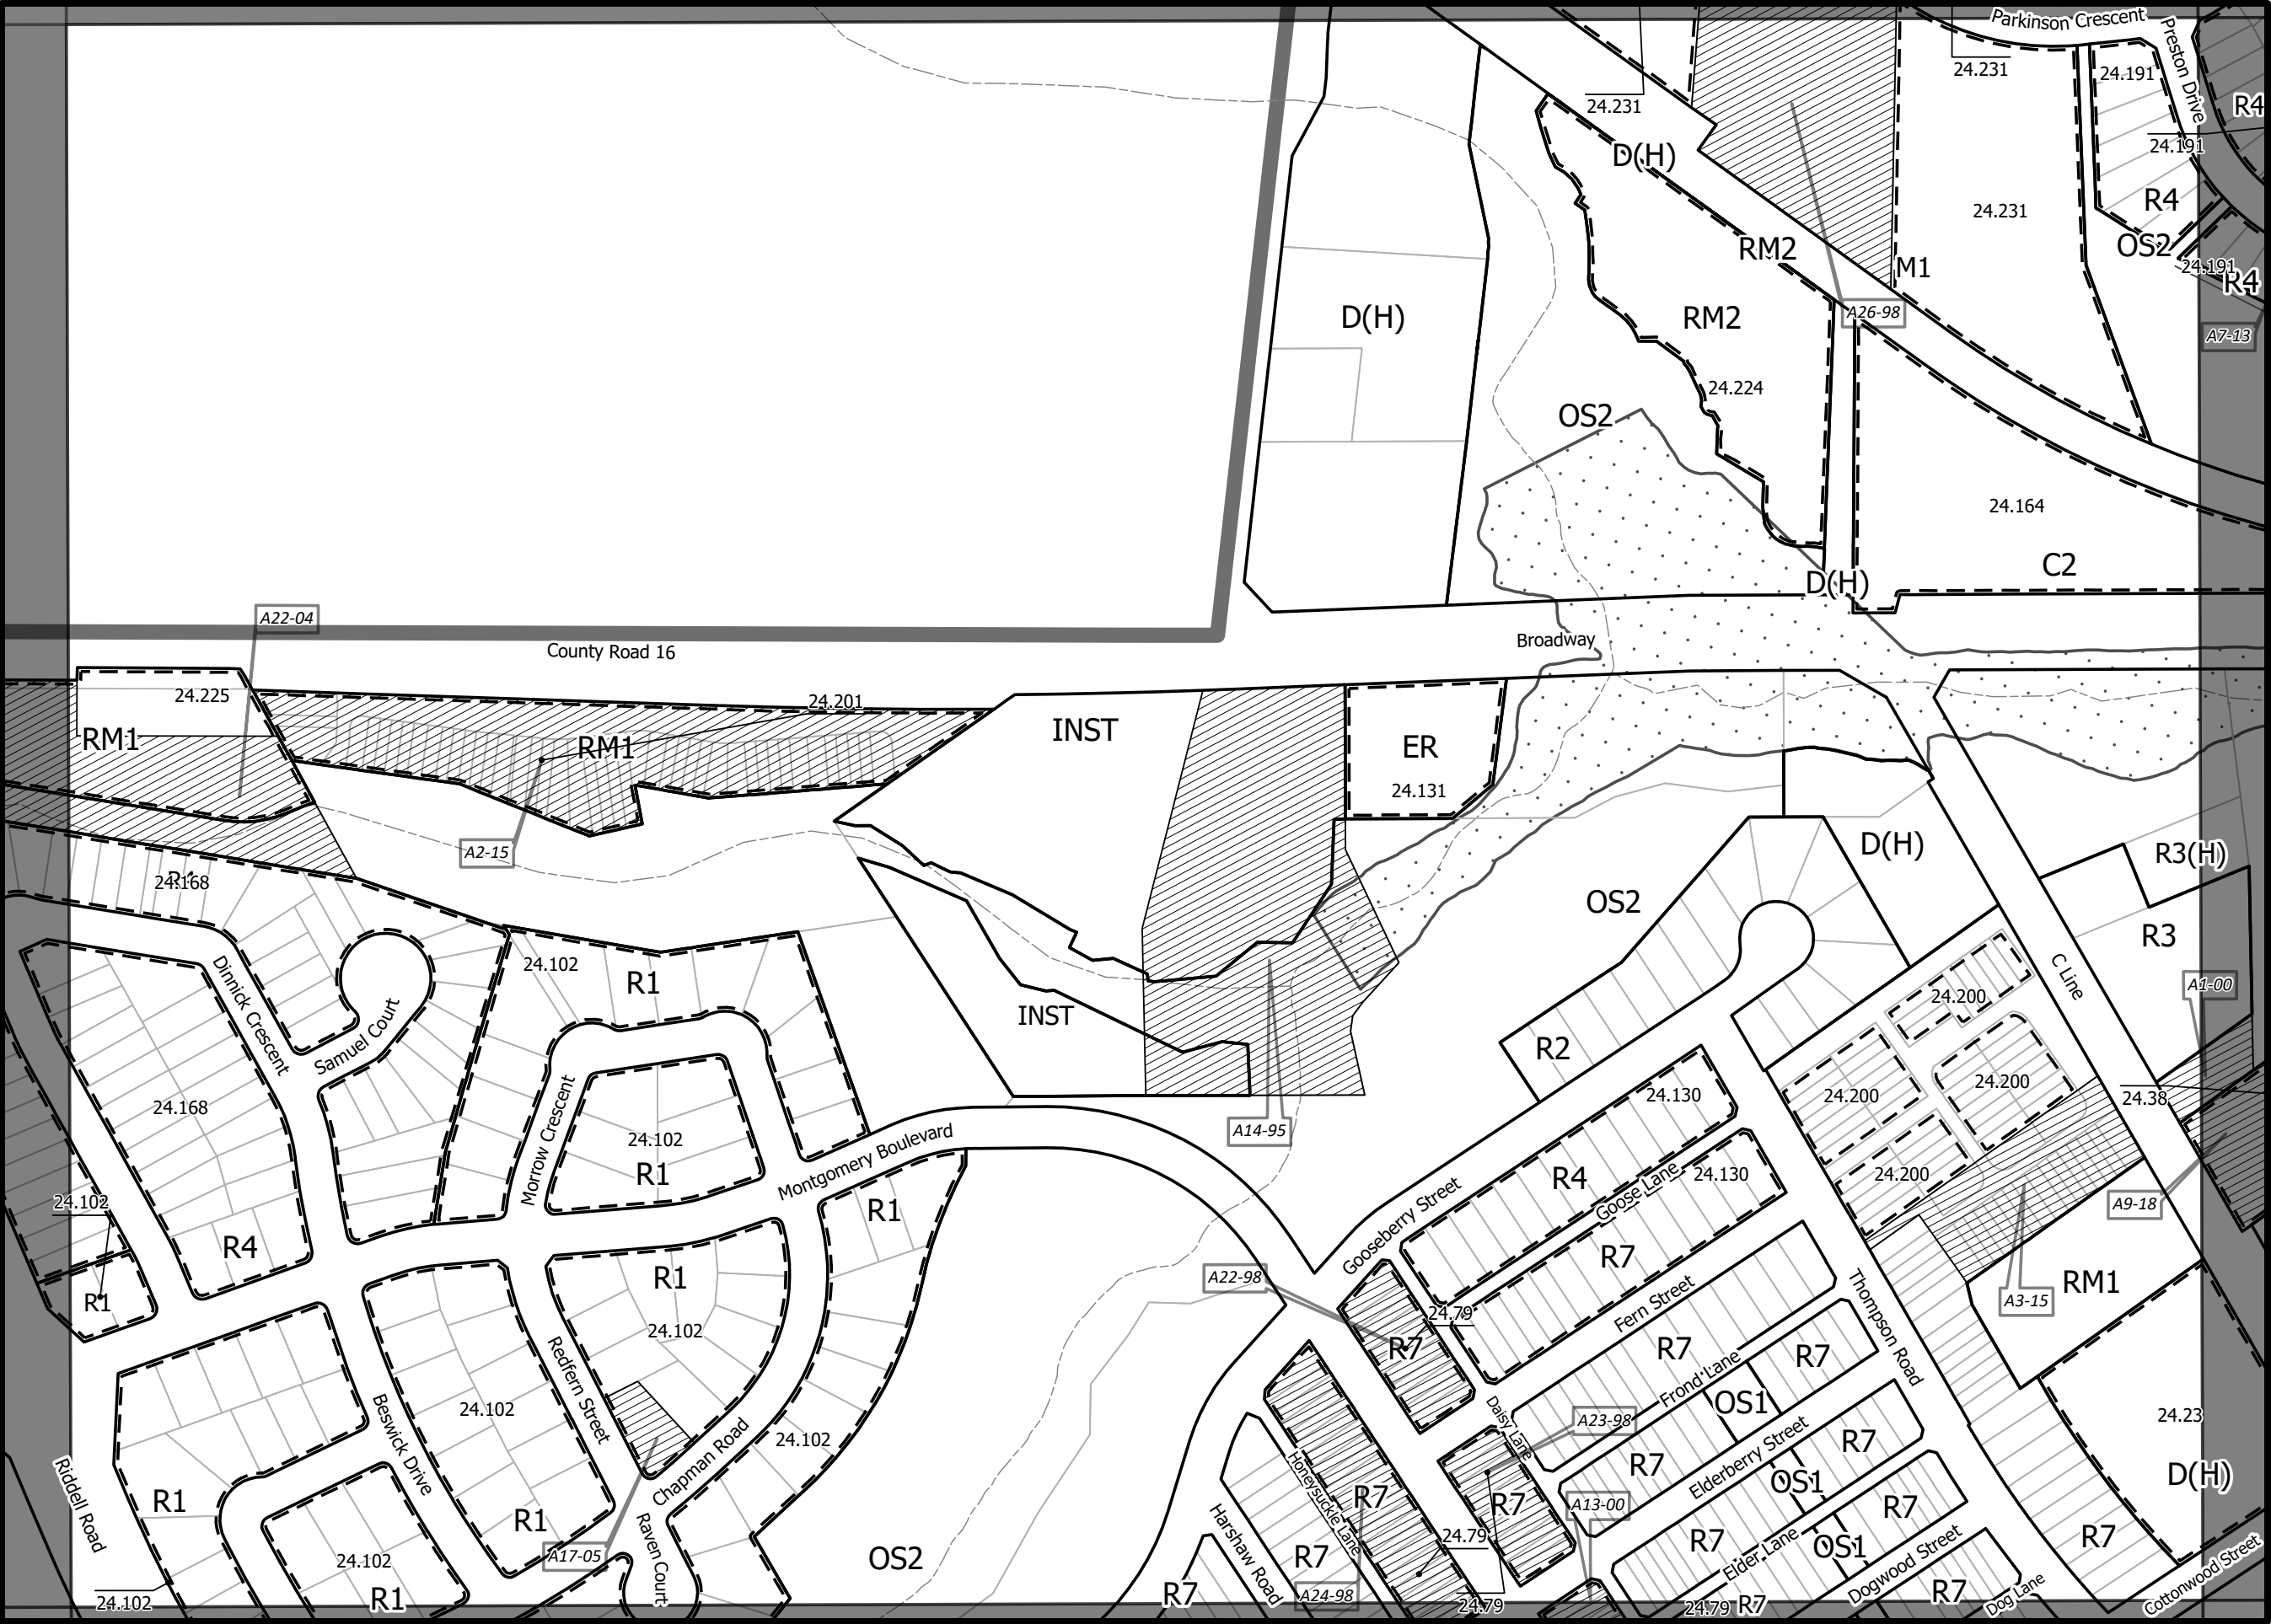 Parkinson Crescent
Preston Drive
24.231
24.191
24.231
R4
24.191
D(H)
R4
24.231
RM2
OS2
M1
24.191
R4
A26-98
A7-13
D(H)
RM2
24.224
OS2
24.164
C2
D(H)
A22-04
County Road 16
Broadway
24.225
24.201
RM1
RM1
INST
ER
24.131
A2-15
D(H)
R3(H)
24.168
OS2
R3
24.102
R1
C Line
A1-00
Dinnick Crescent
Samuel Court
INST
24.200
R2
24.168
24.130
24.200
24.200
24.38
24.102
R1
Morrow Crescent
Montgomery Boulevard
A14-95
R4
Goose Lane
24.130
24.200
24.102
R1
Gooseberry Street
A9-18
R4
R1
A22-98
R7
Thompson Road
RM1
A3-15
R1
24.102
24.79
Fern Street
R7
R7
R7
Frond Lane
Redfern Street
Beswick Drive
24.102
24.102
Chapman Road
Daisy Lane
A23-98
OS1
24.23
R7
Elderberry Street
R7
D(H)
Riddell Road
R1
R1
Raven Court
Honeysuckle Lane
R7
R7
A13-00
OS1
R7
Harshaw Road
24.79
R7
Elder Lane
OS1
Dogwood Street
R7
A17-05
24.102
OS2
R7
Cottonwood Street
24.102
R1
R7
A24-98
24.79
24.79
R7
R7
Dog Lane